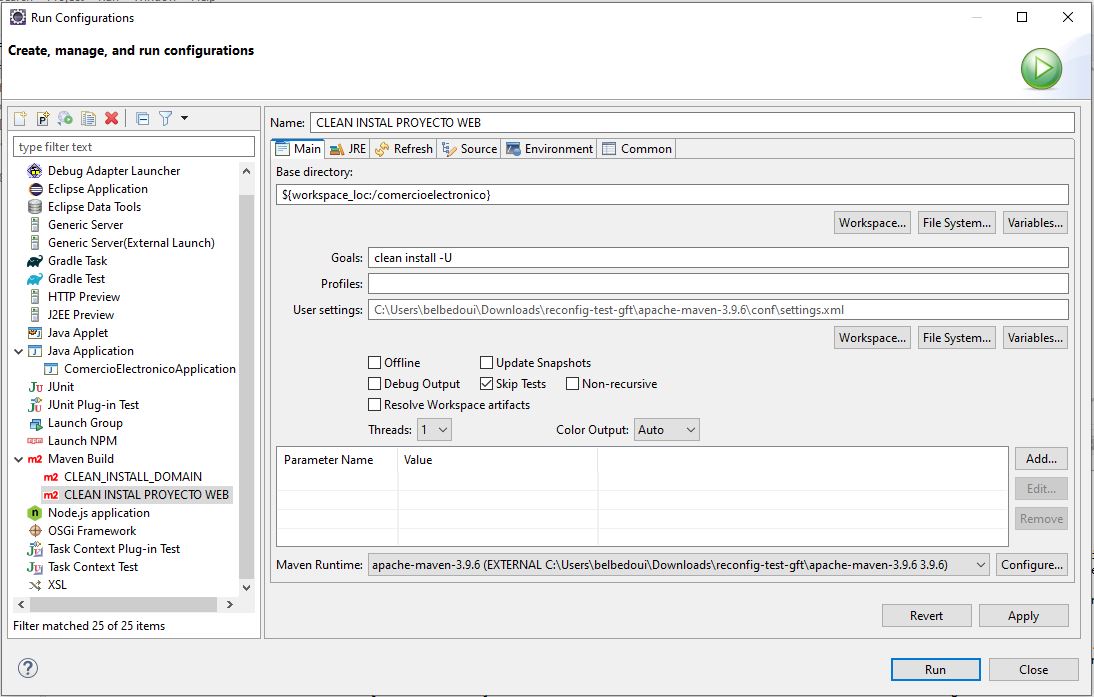 Run Configurations
Create, manage, and run configurations
type filter text
Debug Adapter Launcher
Eclipse Application
Eclipse Data Tools
Generic Server
Generic Server(External Launch)
Gradle Task
Gradle Test
HTTP Preview
J2EE Preview
Java Applet
Java Application
ComercioElectronicoApplication
JUnit
JUnit Plug-in Test
Launch Group
Launch NPM
Maven Build
CLEAN_INSTALL_DOMAIN
CLEAN INSTAL PROYECTO WEB
Node.js application
OSGi Framework
Task Context Plug-in Test
Task Context Test
XSL
Filter matched 25 of 25 items
Name: CLEAN INSTAL PROYECTO WEB
Main JRE Refresh Source Environment Common
Base directory:
${workspace_loc:/comercioelectronico}
Workspace... File System... Variables...
Goals: clean install -U
Profiles:
User settings: C:\Users\belbedoui\Downloads\reconfig-test-gft\apache-maven-3.9.6\conf\settings.xml
Workspace... File System... Variables...
Offline Update Snapshots
Debug Output Skip Tests Non-recursive
Resolve Workspace artifacts
Threads: 1 Color Output: Auto
Parameter Name Value
Add...
Edit...
Remove
Maven Runtime: apache-maven-3.9.6 (EXTERNAL C:\Users\belbedoui\Downloads\reconfig-test-gft\apache-maven-3.9.6 3.9.6) Configure...
Revert Apply
Run Close